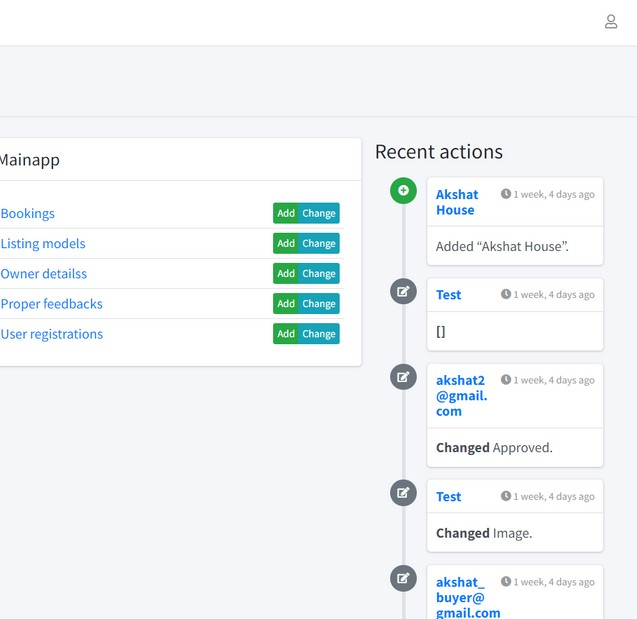 Mainapp
Bookings Add Change
Listing models Add Change
Owner detailss Add Change
Proper feedbacks Add Change
User registrations Add Change
Recent actions
Akshat House
1 week, 4 days ago
Added “Akshat House”.
Test
1 week, 4 days ago
[]
akshat2
@gmail.
com
1 week, 4 days ago
Changed Approved.
Test
1 week, 4 days ago
Changed Image.
akshat_
buyer@
gmail.com
1 week, 4 days ago